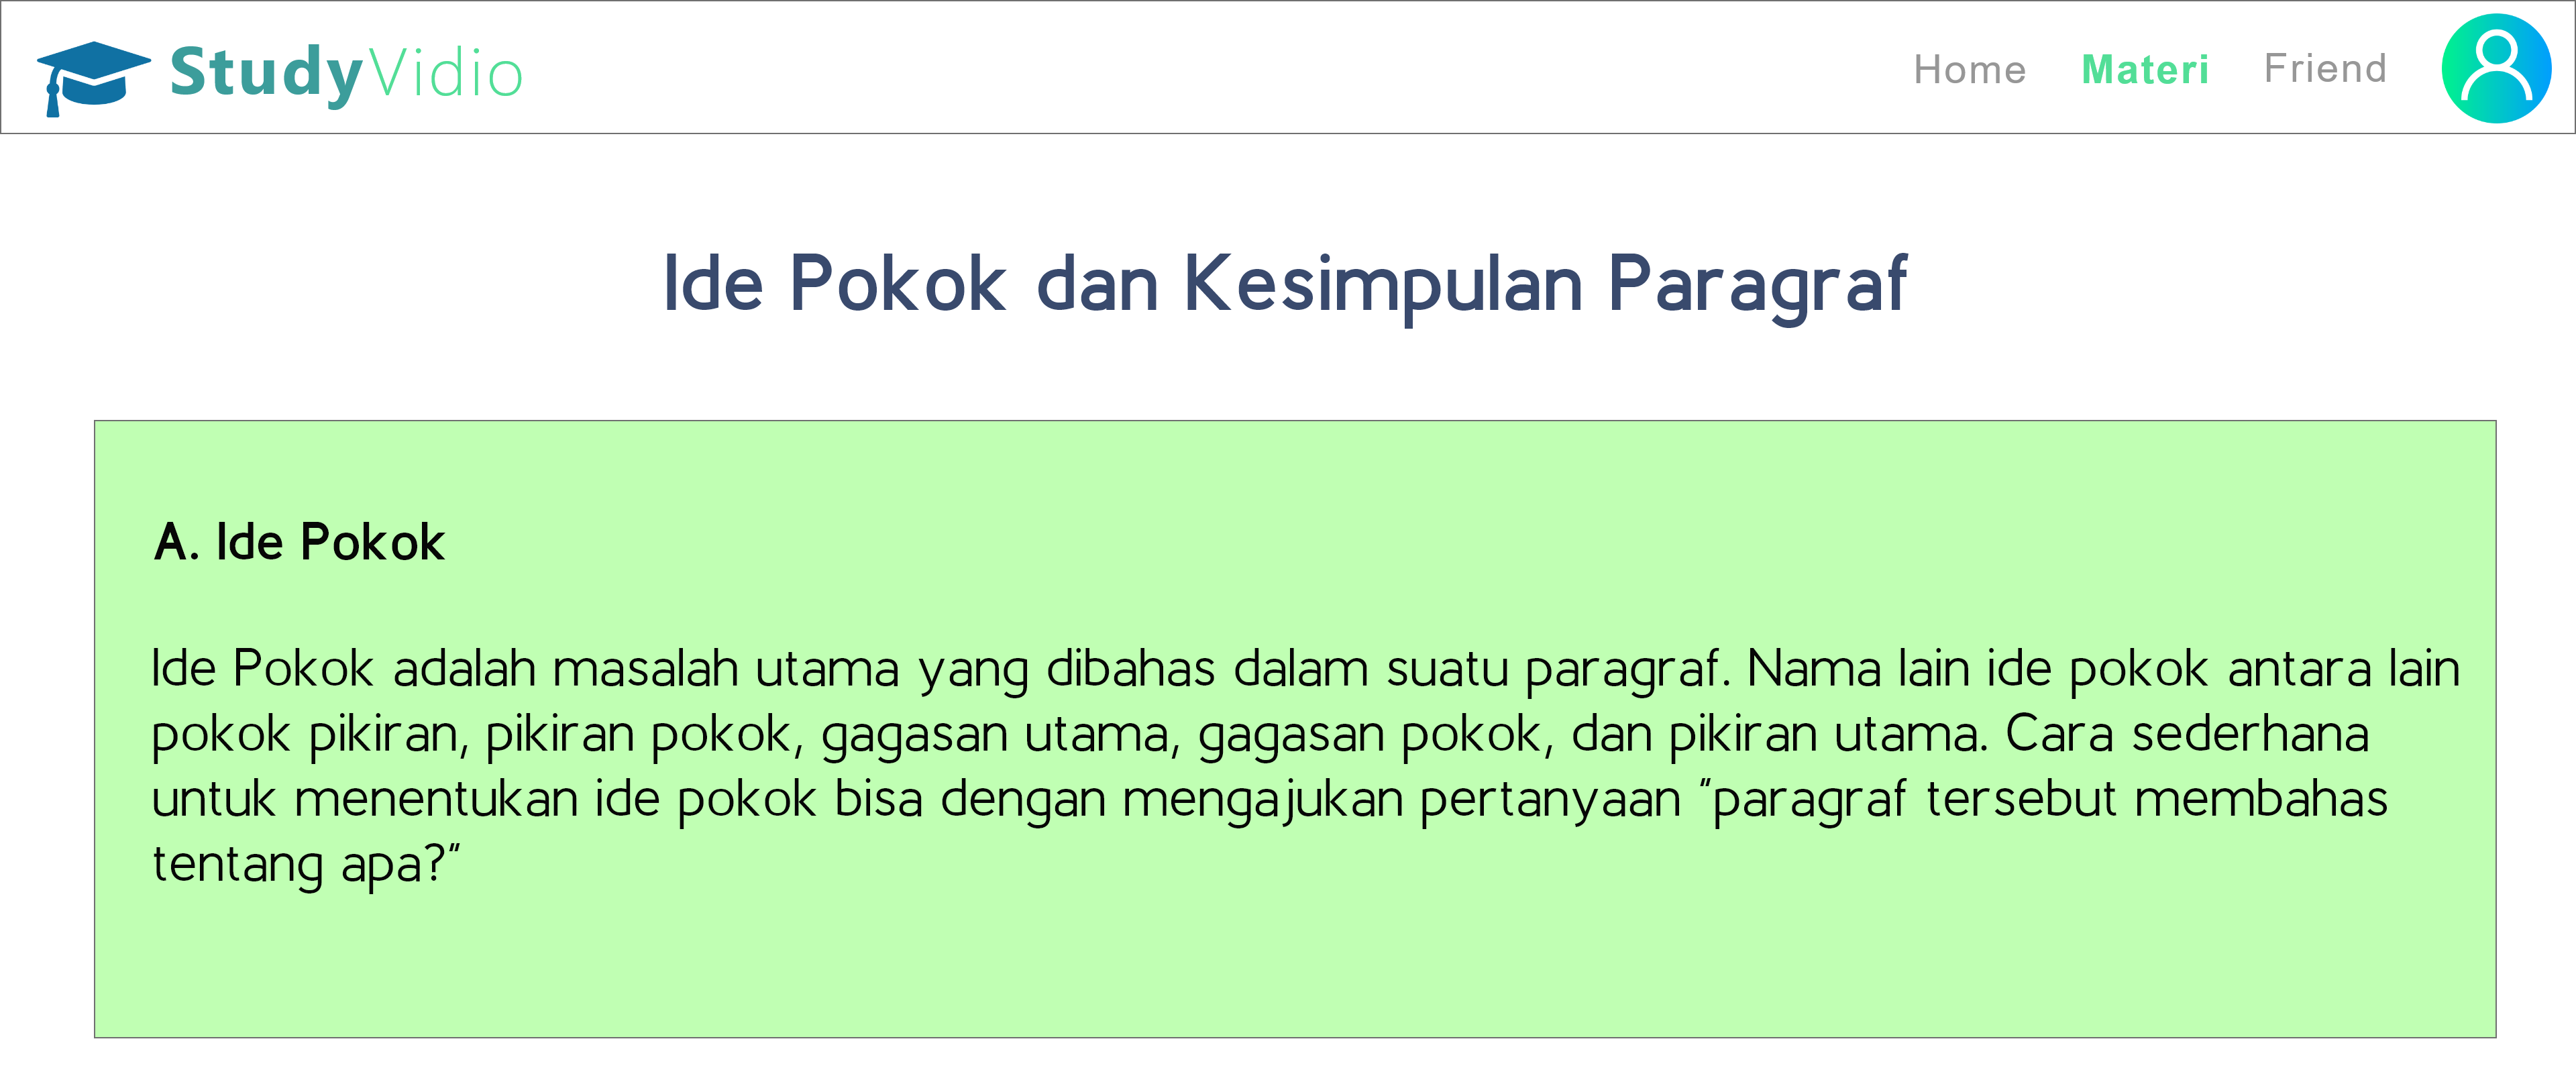 StudyVidio
Home Materi Friend
Ide Pokok dan Kesimpulan Paragraf
A. Ide Pokok
Ide Pokok adalah masalah utama yang dibahas dalam suatu paragraf. Nama lain ide pokok antara lain
pokok pikiran, pikiran pokok, gagasan utama, gagasan pokok, dan pikiran utama. Cara sederhana
untuk menentukan ide pokok bisa dengan mengajukan pertanyaan "paragraf tersebut membahas
tentang apa?"